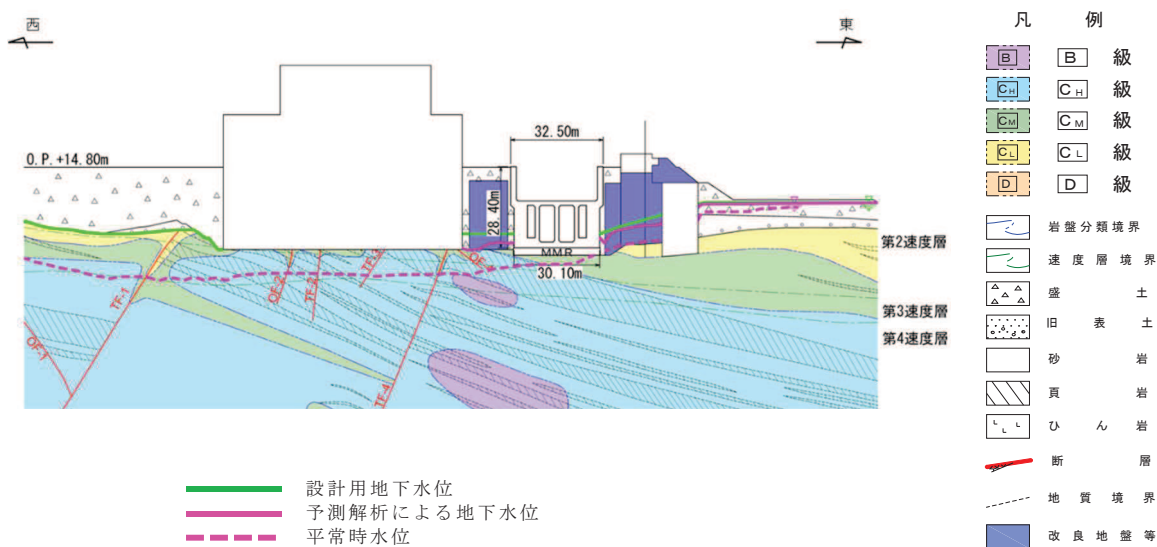 西
東
32.50m
O.P.+14.80m
28.40m
MMR
30.10m
TF-1
OF-1
OF-2
TF-2
TF-3
OF-
TF-4
第2速度層
第3速度層
第4速度層
設計用地下水位
予測解析による地下水位
平常時水位
凡 例
B B 級
CH CH 級
CM CM 級
CL CL 級
D D 級
岩盤分類境界
速度層境界
盛土
旧表土
砂岩
頁岩
ひん岩
断層
地質境界
改良地盤等